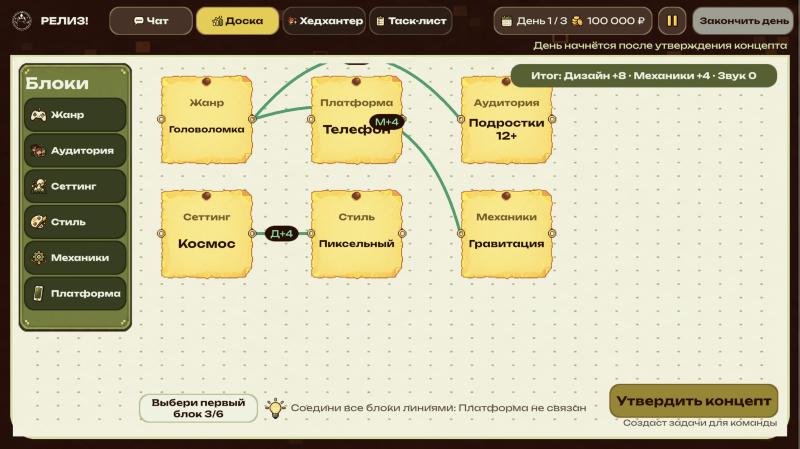 РЕЛИЗ!
Чат
Доска
Хедхантер
Таск-лист
День 1 / 3
100 000 ₽
Закончить день
День начнётся после утверждения концепта
Итог: Дизайн +8 · Механики +4 · Звук 0
Блоки
Жанр
Аудитория
Сеттинг
Стиль
Механики
Платформа
Жанр
Головоломка
Платформа
Телефон
М+4
Аудитория
Подростки
12+
Сеттинг
Космос
Д+4
Стиль
Пиксельный
Механики
Гравитация
Выбери первый
блок 3/6
Соедини все блоки линиями: Платформа не связан
Утвердить концепт
Создаст задачи для команды